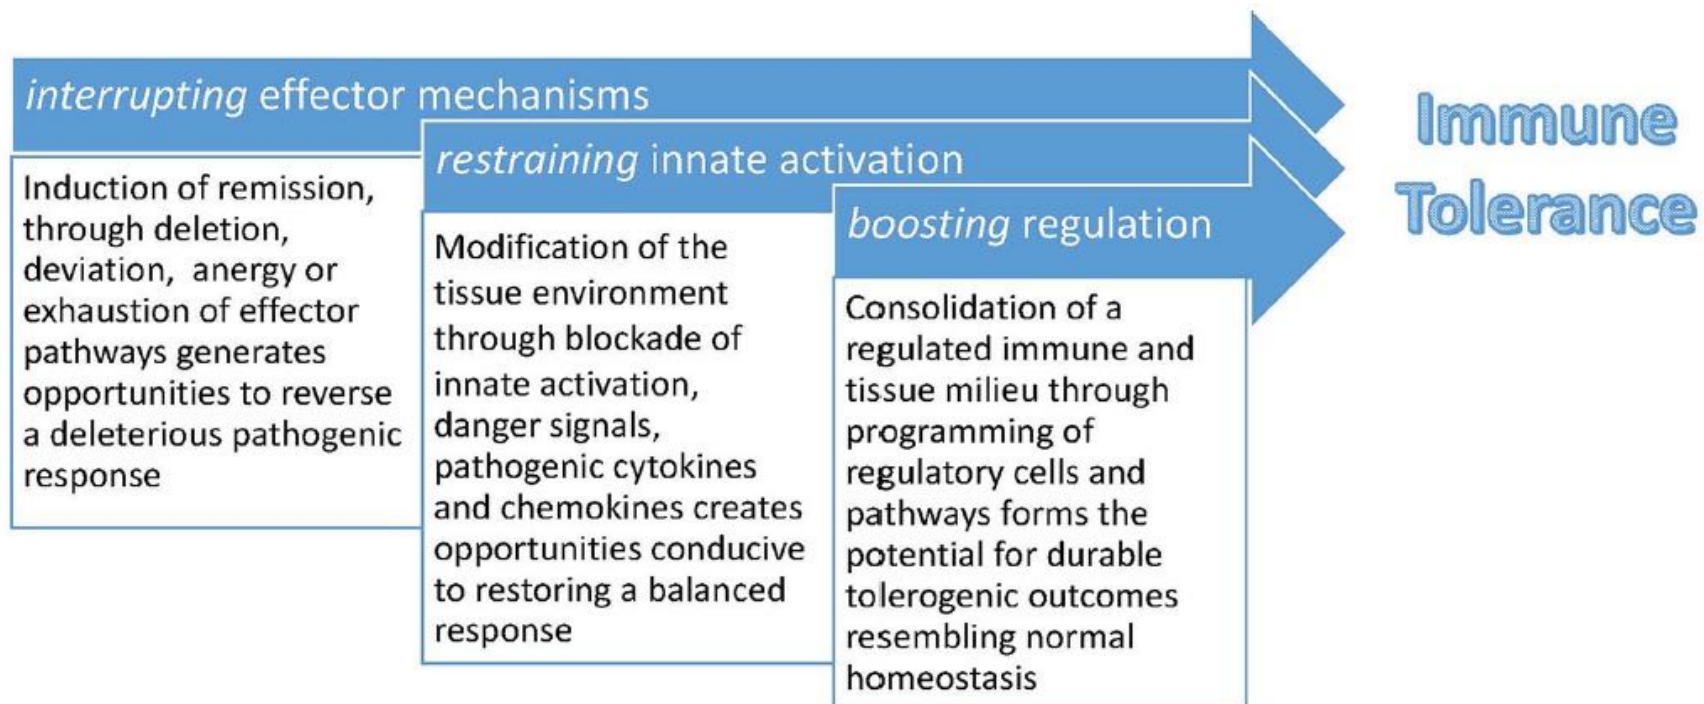 interrupting effector mechanisms
Induction of remission,
through deletion,
deviation, anergy or
exhaustion of effector
pathways generates
opportunities to reverse
a deleterious pathogenic
response
restraining innate activation
Modification of the
tissue environment
through blockade of
innate activation,
danger signals,
pathogenic cytokines
and chemokines creates
opportunities conducive
to restoring a balanced
response
boosting regulation
Consolidation of a
regulated immune and
tissue milieu through
programming of
regulatory cells and
pathways forms the
potential for durable
tolerogenic outcomes
resembling normal
homeostasis
Immune
Tolerance